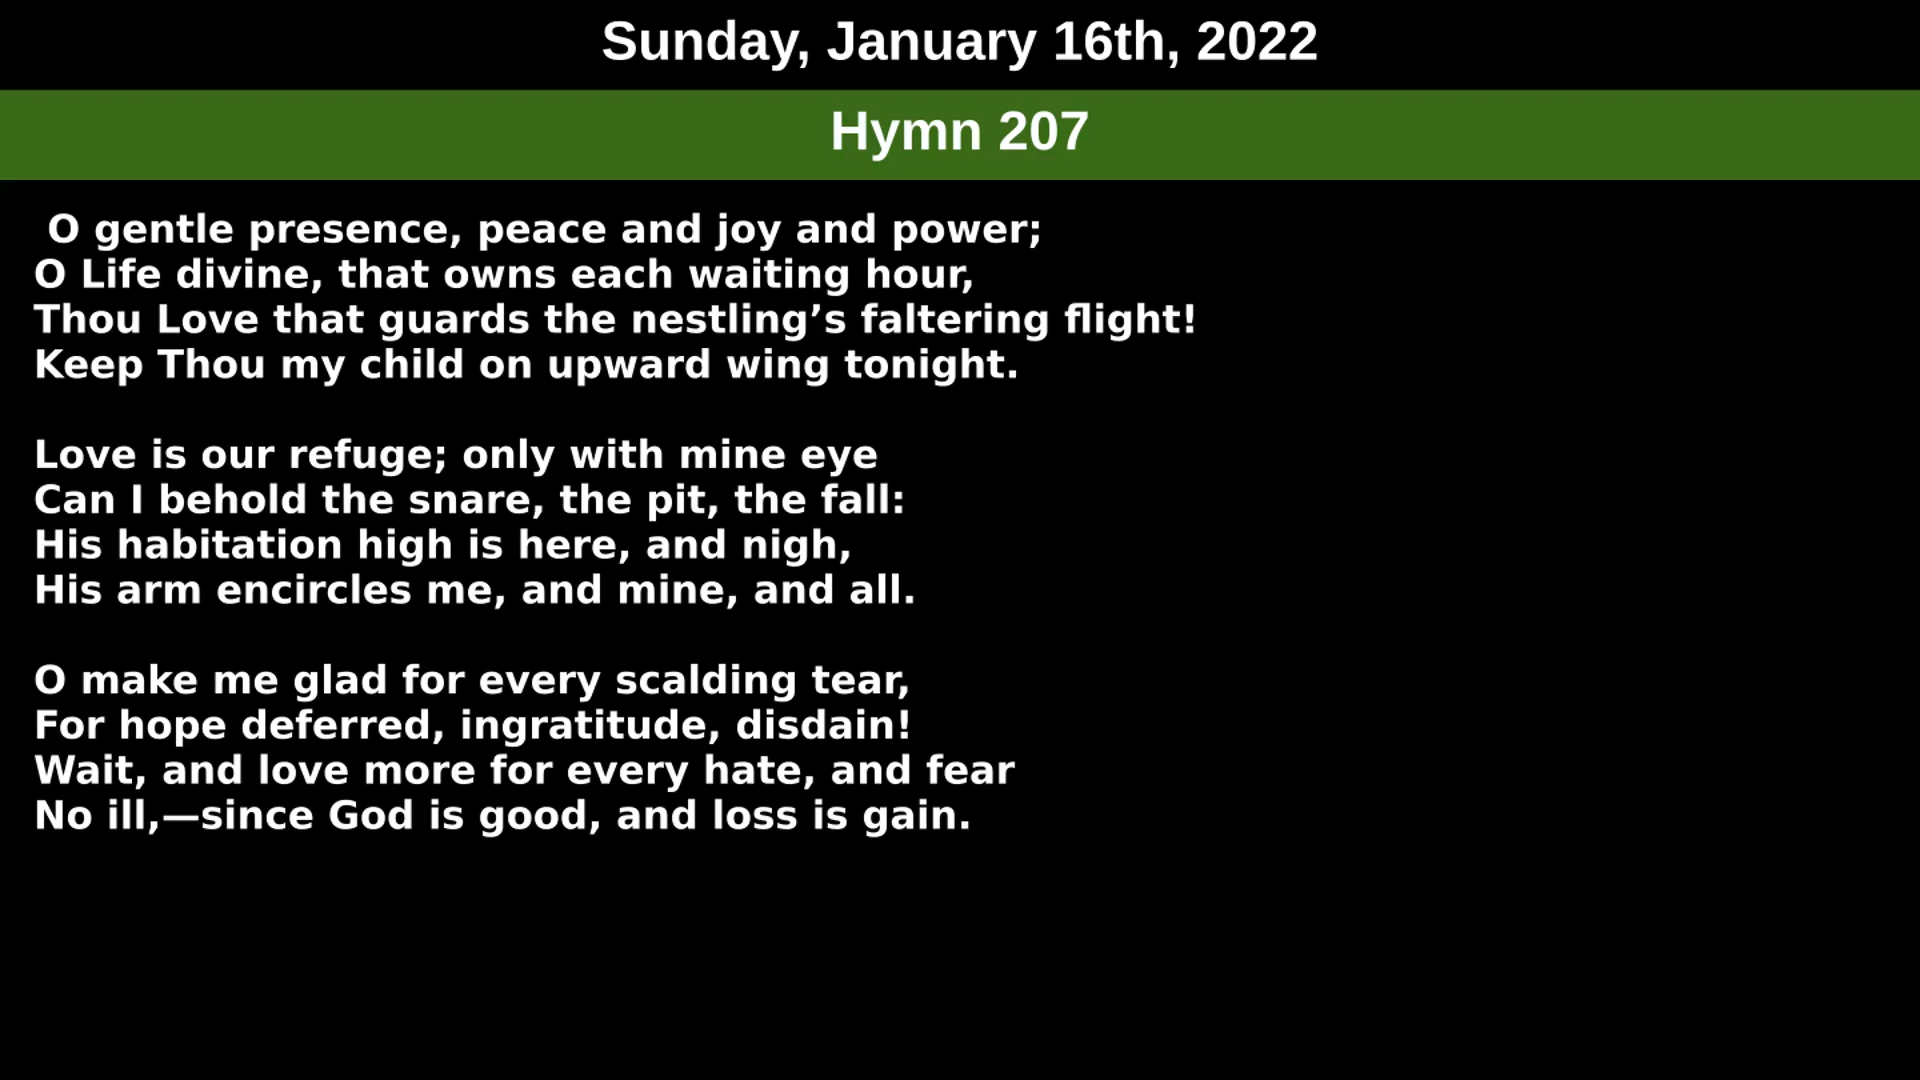 Sunday, January 16th, 2022
Hymn 207
O gentle presence, peace and joy and power;
O Life divine, that owns each waiting hour,
Thou Love that guards the nestling’s faltering flight!
Keep Thou my child on upward wing tonight.
Love is our refuge; only with mine eye
Can I behold the snare, the pit, the fall:
His habitation high is here, and nigh,
His arm encircles me, and mine, and all.
O make me glad for every scalding tear,
For hope deferred, ingratitude, disdain!
Wait, and love more for every hate, and fear
No ill,—since God is good, and loss is gain.